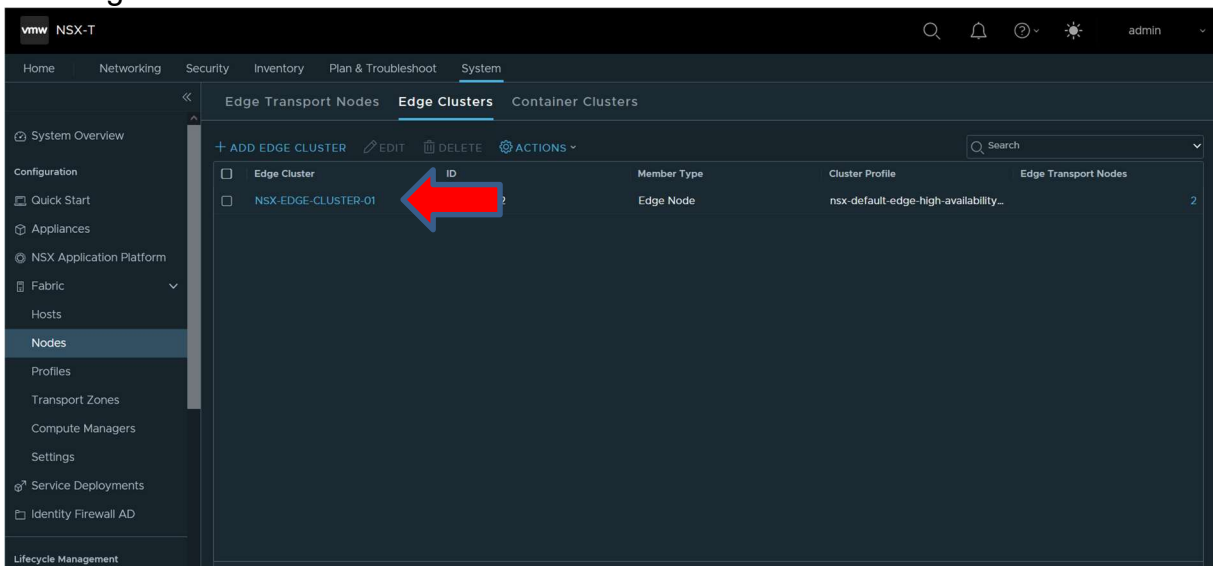 vmw NSX-T admin
Home Networking Security Inventory Plan & Troubleshoot System
Edge Transport Nodes Edge Clusters Container Clusters
System Overview
+ ADD EDGE CLUSTER EDIT DELETE ACTIONS Search
Configuration
Edge Cluster ID Member Type Cluster Profile Edge Transport Nodes
Quick Start
NSX-EDGE-CLUSTER-01 2 Edge Node nsx-default-edge-high-availability... 2
Appliances
NSX Application Platform
Fabric
Hosts
Nodes
Profiles
Transport Zones
Compute Managers
Settings
Service Deployments
Identity Firewall AD
Lifecycle Management